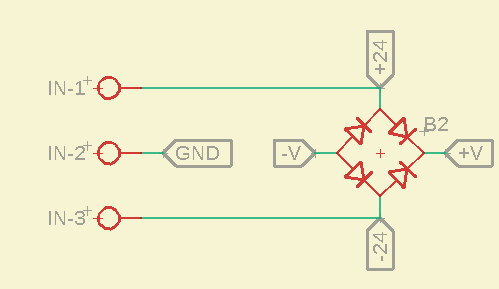 +24
IN-1
B2
IN-2
GND
-V
+V
IN-3
-24